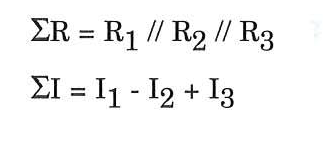 ΣR = R₁ // R₂ // R₃
ΣI = I₁ - I₂ + I₃